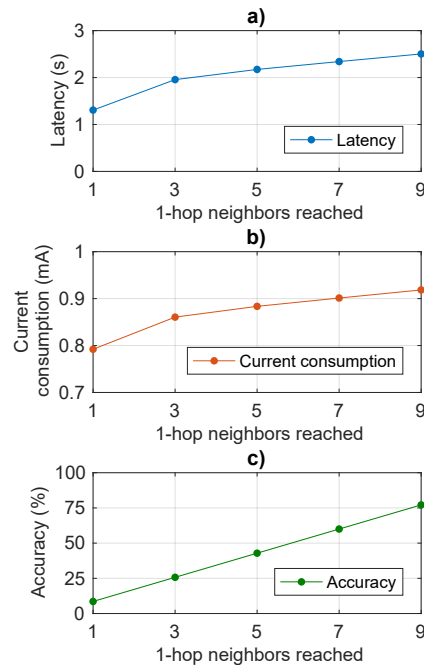 a)
3
2
1
0
Latency (s)
Latency
1 3 5 7 9
1-hop neighbors reached
b)
1
0.9
0.8
0.7
Current
consumption (mA)
Current consumption
1 3 5 7 9
1-hop neighbors reached
c)
100
75
50
25
0
Accuracy (%)
Accuracy
1 3 5 7 9
1-hop neighbors reached